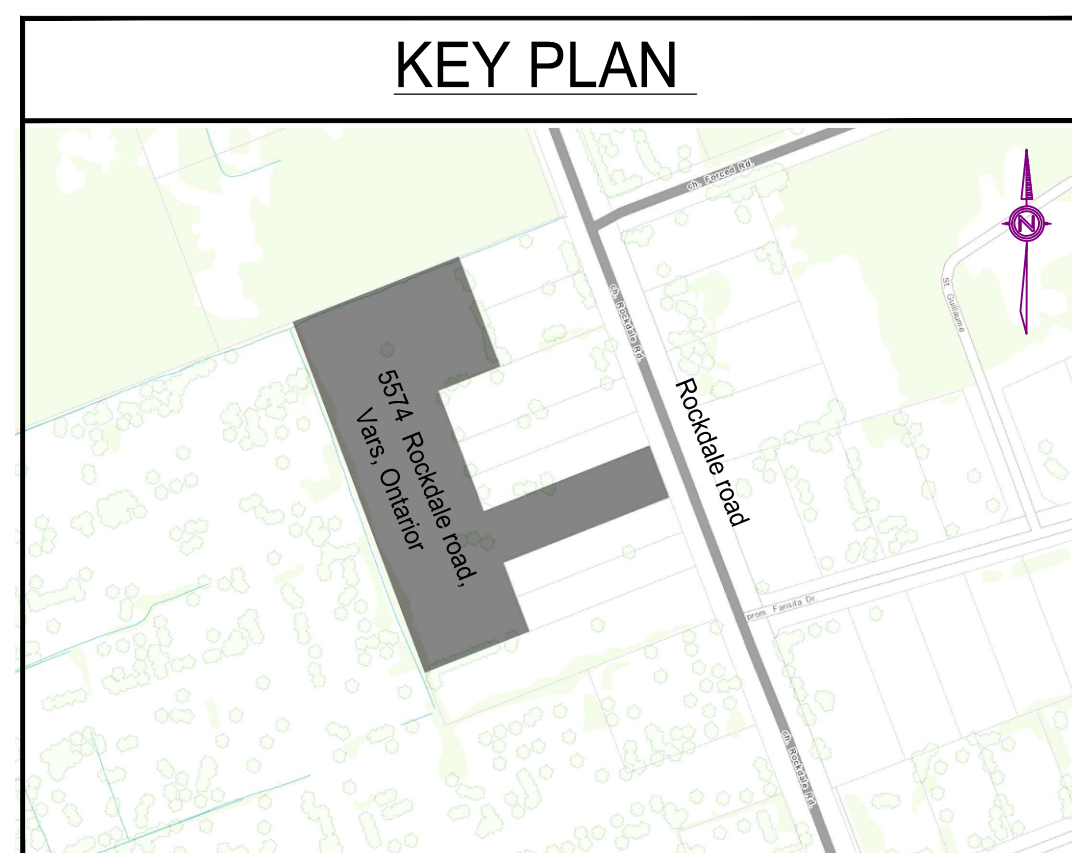 KEY PLAN
ch. Forced Rd
N
St. Guillaume
ch. Rockdale Rd.
Rockdale road
5574 Rockdale road,
Vars, Ontarior
prom. Fansita Dr.
ch. Rockdale Rd.